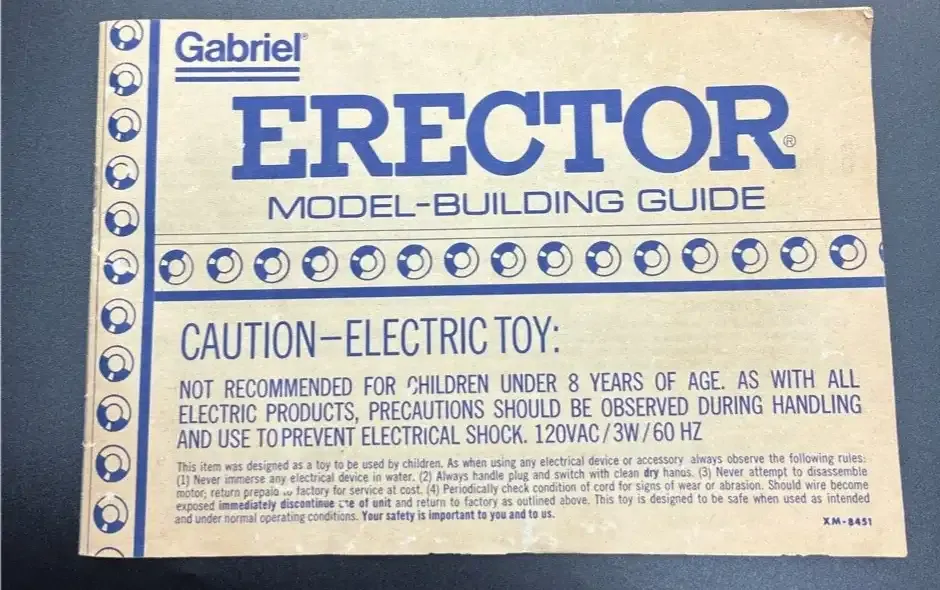 Gabriel®
ERECTOR®
MODEL-BUILDING GUIDE
CAUTION—ELECTRIC TOY:
NOT RECOMMENDED FOR CHILDREN UNDER 8 YEARS OF AGE. AS WITH ALL
ELECTRIC PRODUCTS, PRECAUTIONS SHOULD BE OBSERVED DURING HANDLING
AND USE TO PREVENT ELECTRICAL SHOCK. 120VAC/3W/60 HZ
This item was designed as a toy to be used by children. As when using any electrical device or accessory always observe the following rules:
(1) Never immerse any electrical device in water. (2) Always handle plug and switch with clean dry hands. (3) Never attempt to disassemble
motor; return prepaid to factory for service at cost. (4) Periodically check condition of cord for signs of wear or abrasion. Should wire become
exposed immediately discontinue use of unit and return to factory as outlined above. This toy is designed to be safe when used as intended
and under normal operating conditions. Your safety is important to you and to us.
XM-8451